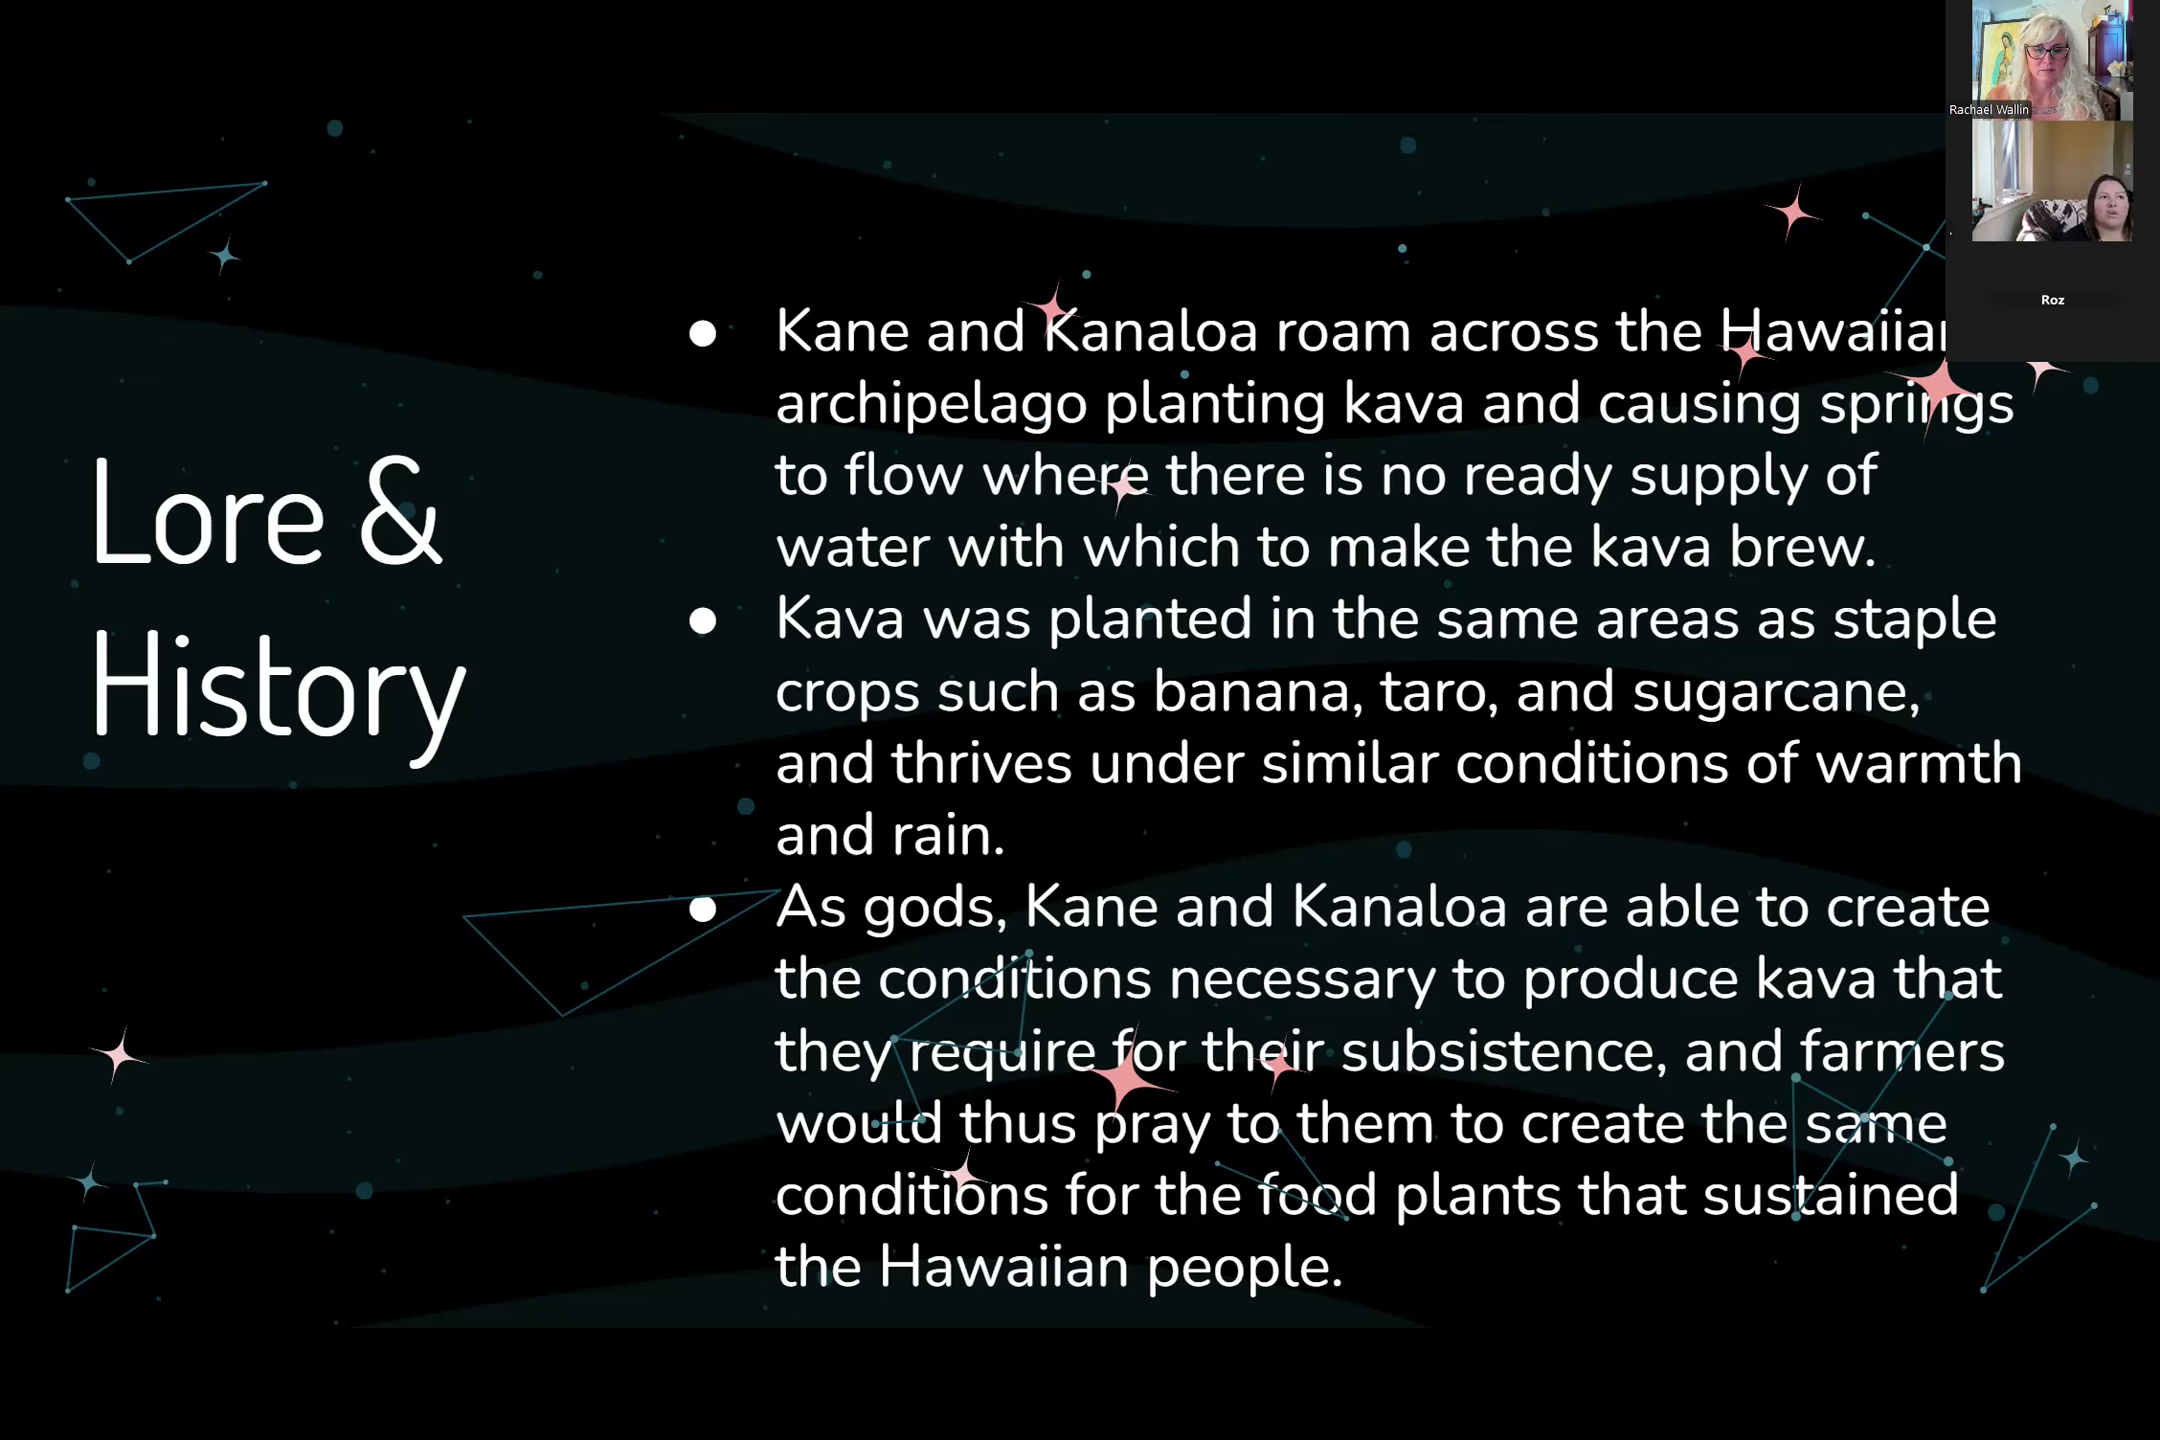 Lore &
History
Kane and Kanaloa roam across the Hawaiian
archipelago planting kava and causing springs
to flow where there is no ready supply of
water with which to make the kava brew.
Kava was planted in the same areas as staple
crops such as banana, taro, and sugarcane,
and thrives under similar conditions of warmth
and rain.
As gods, Kane and Kanaloa are able to create
the conditions necessary to produce kava that
they require for their subsistence, and farmers
would thus pray to them to create the same
conditions for the food plants that sustained
the Hawaiian people.
Rachael Wallin
Roz